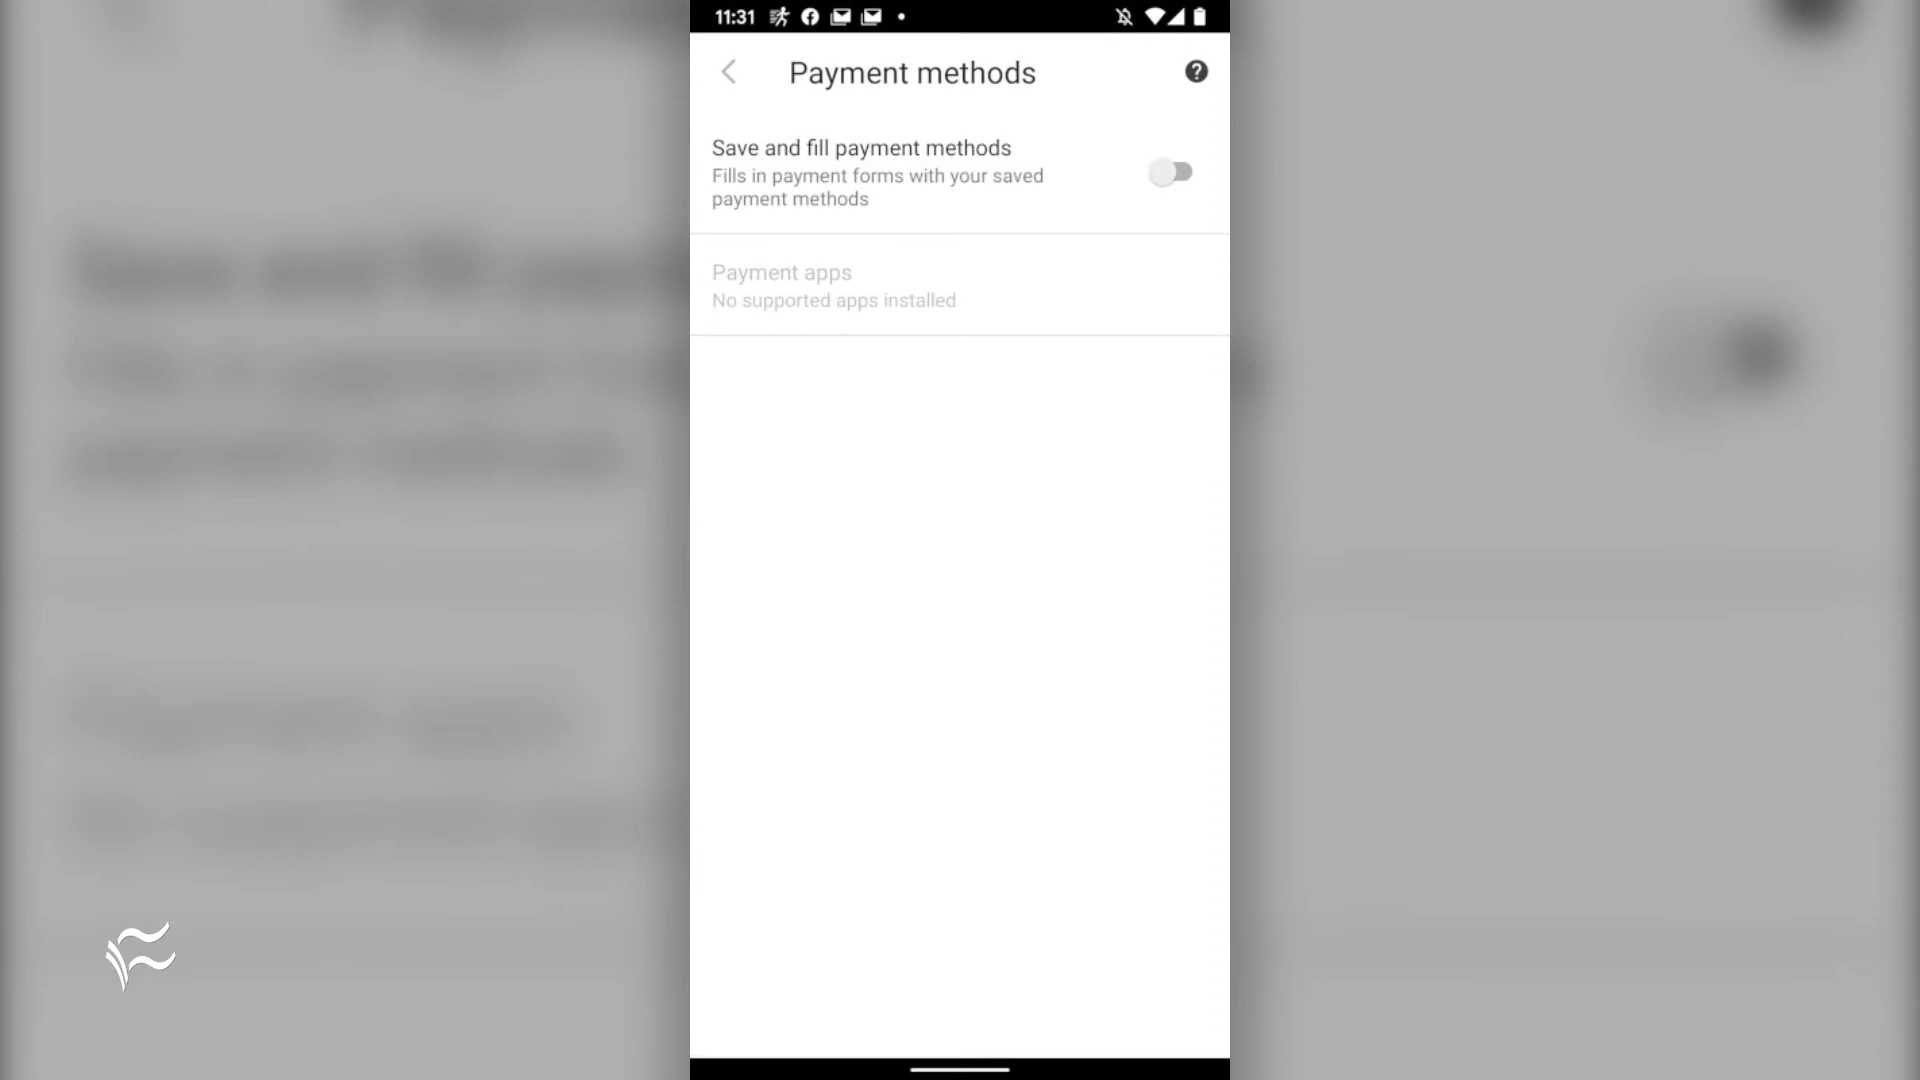 11:31
Payment methods
Save and fill payment methods
Fills in payment forms with your saved
payment methods
Payment apps
No supported apps installed